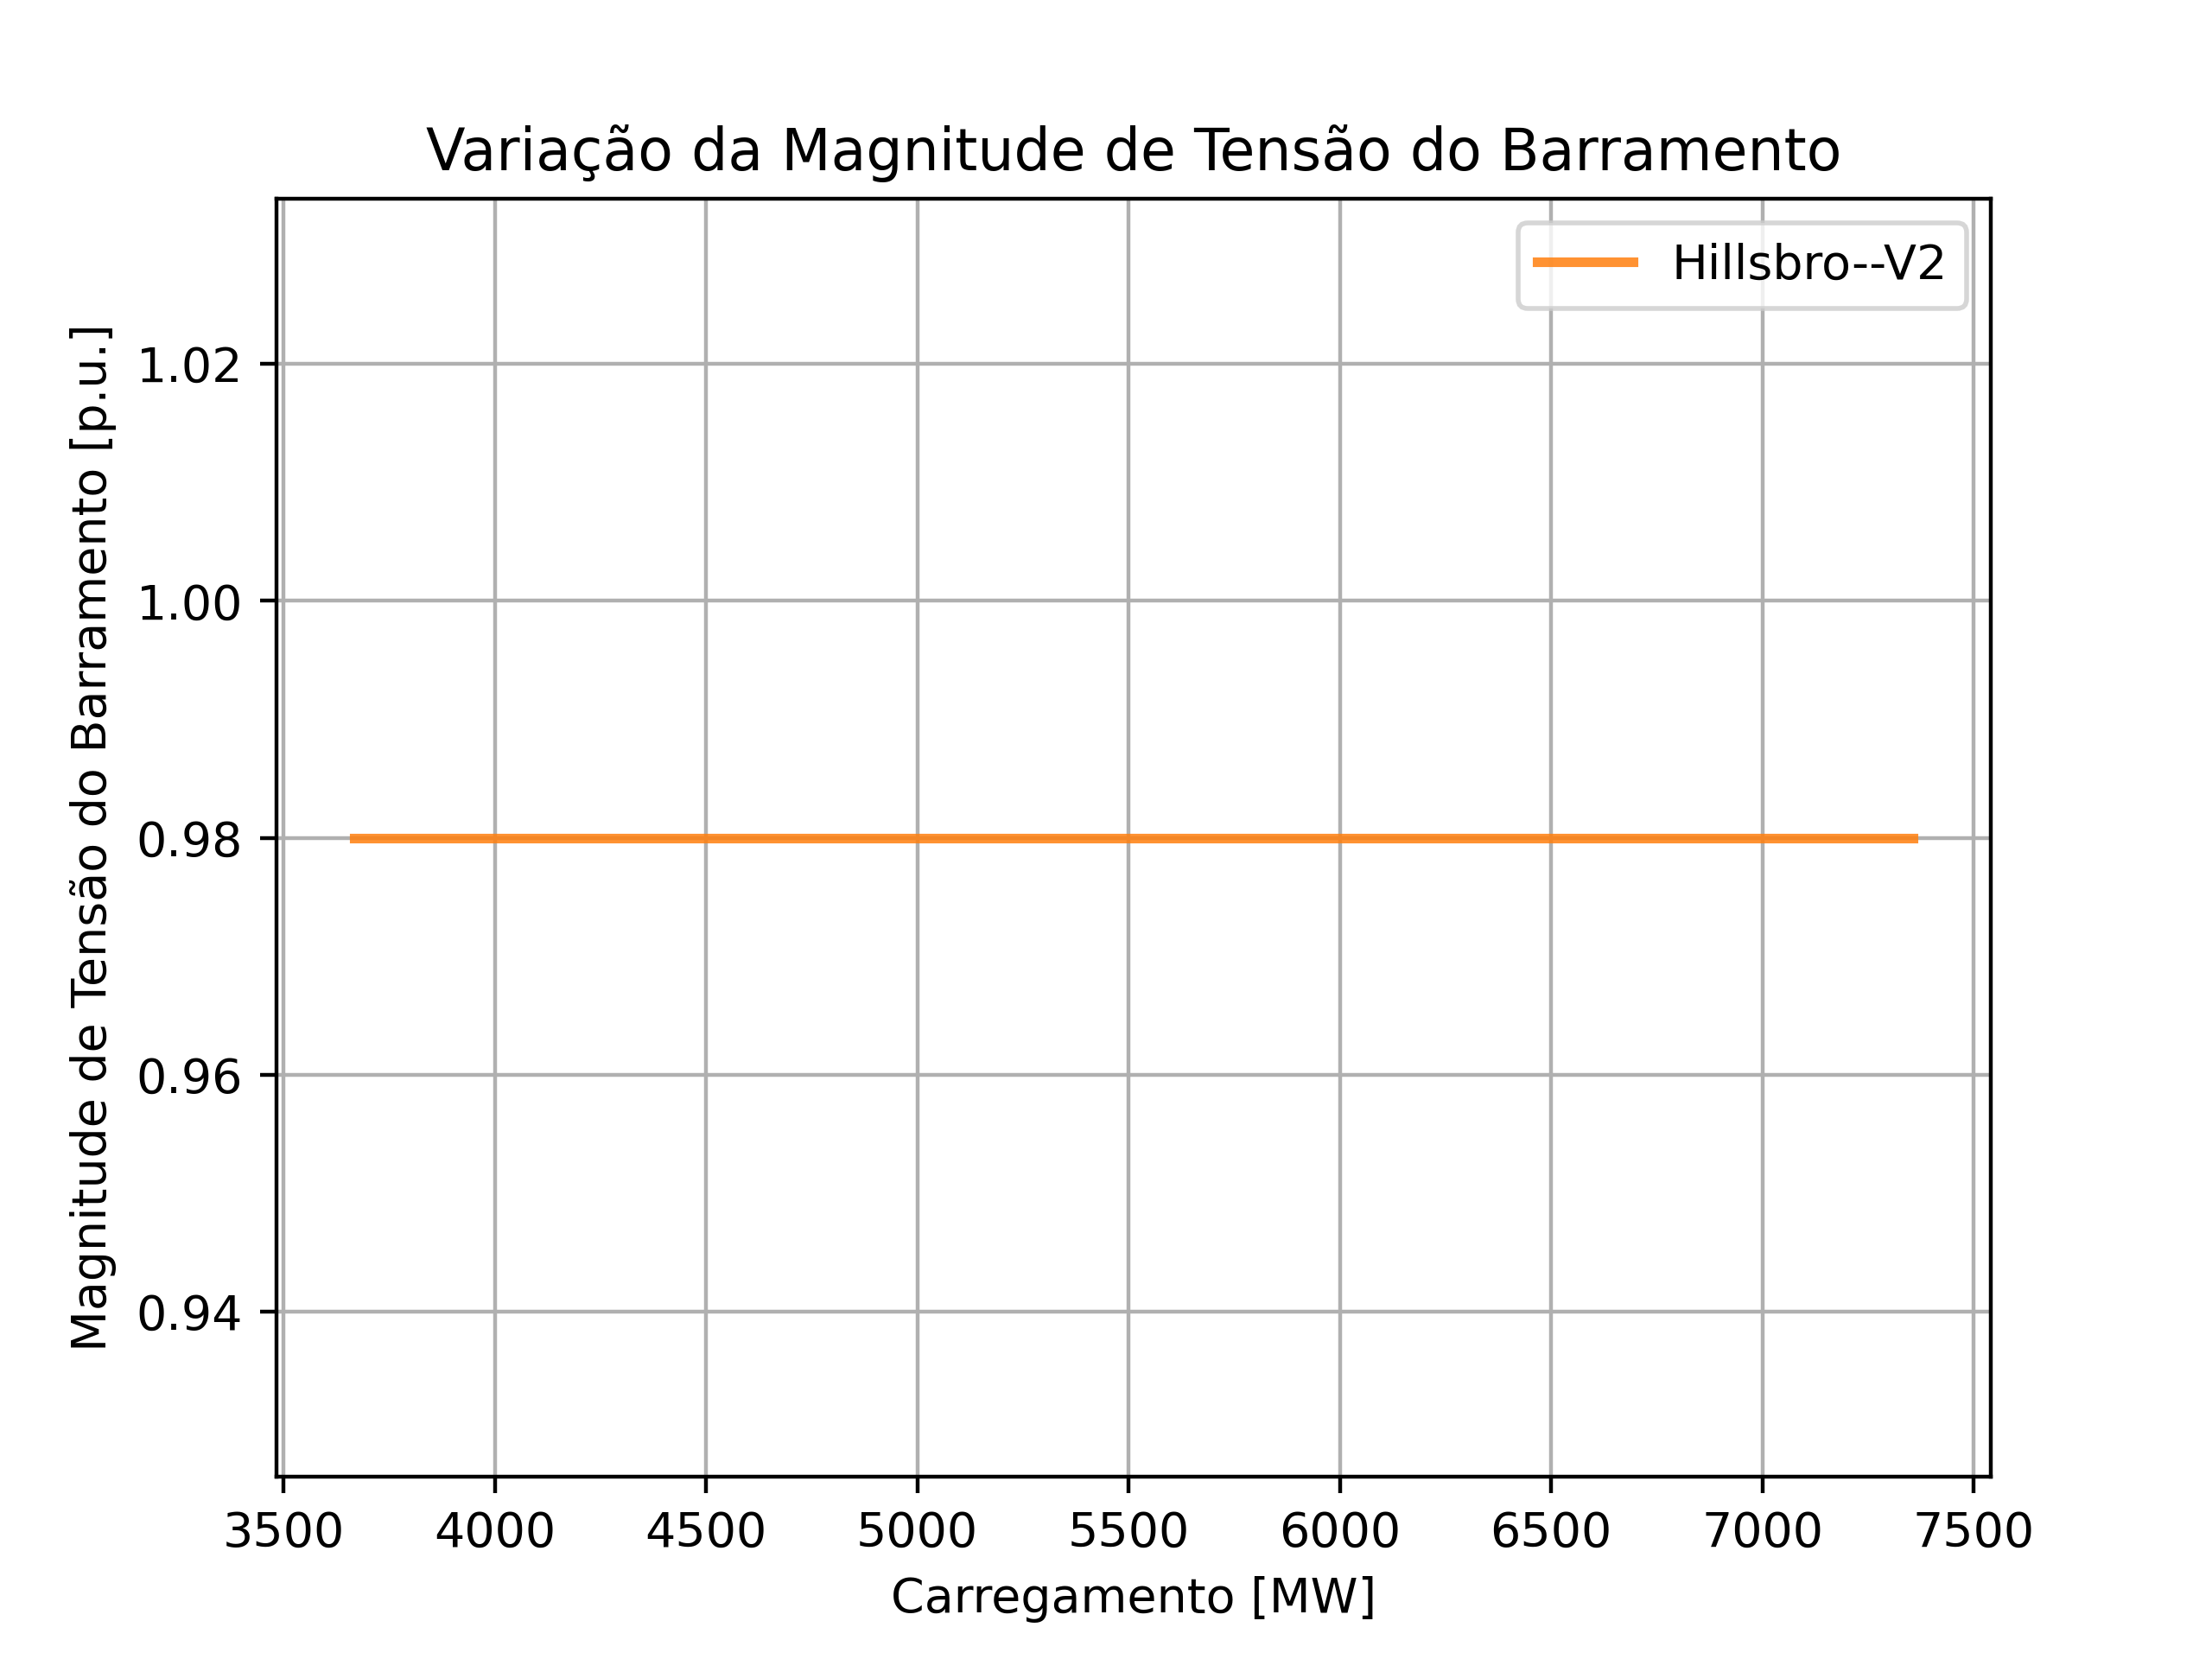 Variação da Magnitude de Tensão do Barramento
Hillsbro--V2
Magnitude de Tensão do Barramento [p.u.]
1.02
1.00
0.98
0.96
0.94
3500 4000 4500 5000 5500 6000 6500 7000 7500
Carregamento [MW]